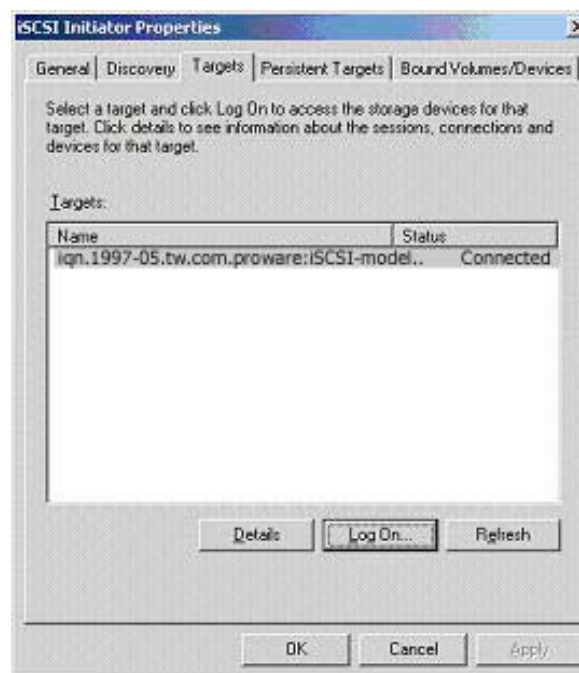 iSCSI Initiator Properties
General Discovery Targets Persistent Targets Bound Volumes/Devices
Select a target and click Log On to access the storage devices for that
target. Click details to see information about the sessions, connections and
devices for that target.
Targets:
Name Status
iqn.1997-05.tw.com.proware:iSCSI-model.. Connected
Details Log On... Refresh
OK Cancel Apply